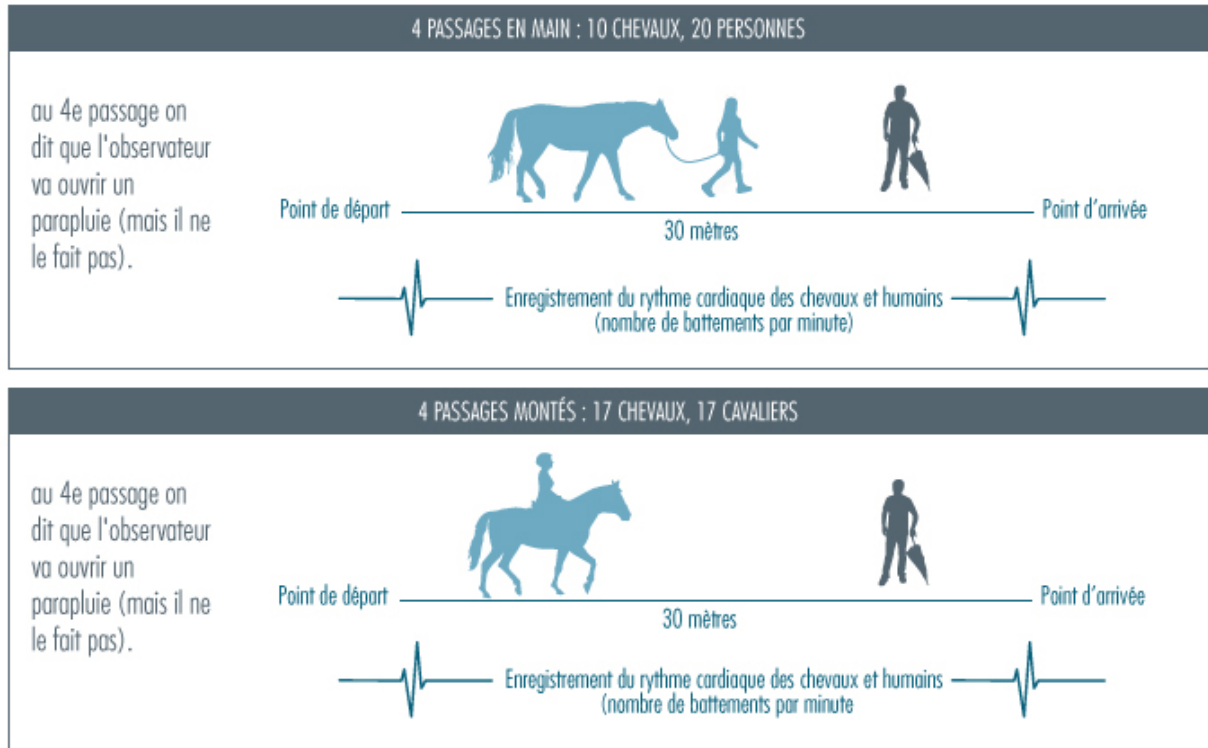 4 PASSAGES EN MAIN : 10 CHEVAUX, 20 PERSONNES
au 4e passage on
dit que l'observateur
va ouvrir un
parapluie (mais il ne
le fait pas).
Point de départ
Point d'arrivée
30 mètres
Enregistrement du rythme cardiaque des chevaux et humains
(nombre de battements par minute)
4 PASSAGES MONTÉS : 17 CHEVAUX, 17 CAVALIERS
au 4e passage on
dit que l'observateur
va ouvrir un
parapluie (mais il ne
le fait pas).
Point de départ
Point d'arrivée
30 mètres
Enregistrement du rythme cardiaque des chevaux et humains
(nombre de battements par minute